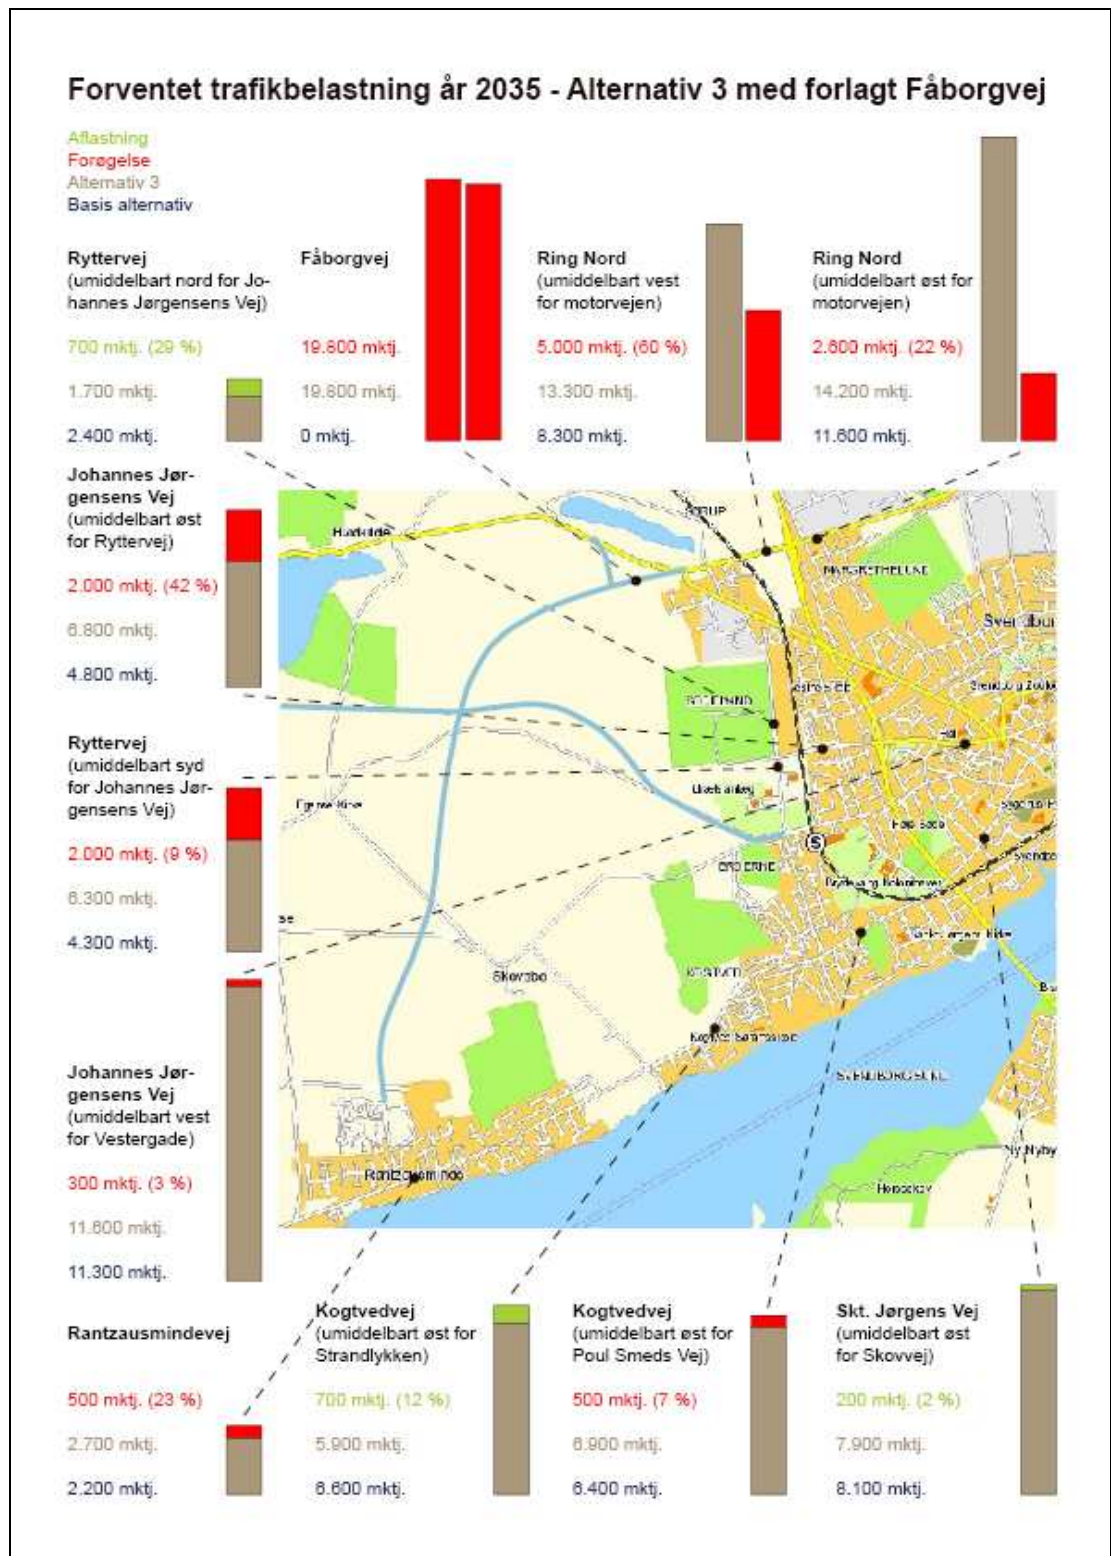 Forventet trafikbelastning år 2035 - Alternativ 3 med forlagt Fåborgvej
Aflastning
Forøgelse
Alternativ 3
Basis alternativ
Ryttervej
(umiddelbart nord for Jo-
hannes Jørgensens Vej)
700 mktj. (29 %)
1.700 mktj.
2.400 mktj.
Fåborgvej
19.800 mktj.
19.800 mktj.
0 mktj.
Ring Nord
(umiddelbart vest
for motorvejen)
5.000 mktj. (60 %)
13.300 mktj.
8.300 mktj.
Ring Nord
(umiddelbart øst for
motorvejen)
2.600 mktj. (22 %)
14.200 mktj.
11.600 mktj.
Johannes Jør-
gensens Vej
(umiddelbart øst
for Ryttervej)
2.000 mktj. (42 %)
6.800 mktj.
4.800 mktj.
Ryttervej
(umiddelbart syd
for Johannes Jør-
gensens Vej)
2.000 mktj. (9 %)
6.300 mktj.
4.300 mktj.
Johannes Jør-
gensens Vej
(umiddelbart vest
for Vestergade)
300 mktj. (3 %)
11.600 mktj.
11.300 mktj.
MARGRETHELUND
Svendbor
Egense Kirke
Skovsbo
SVENDBORG SUND
Ny Nyby
Rantzausminde
S
Rantzausmindevej
500 mktj. (23 %)
2.700 mktj.
2.200 mktj.
Kogtvedvej
(umiddelbart øst for
Strandlykken)
700 mktj. (12 %)
5.900 mktj.
6.600 mktj.
Kogtvedvej
(umiddelbart øst for
Poul Smeds Vej)
500 mktj. (7 %)
6.900 mktj.
6.400 mktj.
Skt. Jørgens Vej
(umiddelbart øst
for Skovvej)
200 mktj. (2 %)
7.900 mktj.
8.100 mktj.